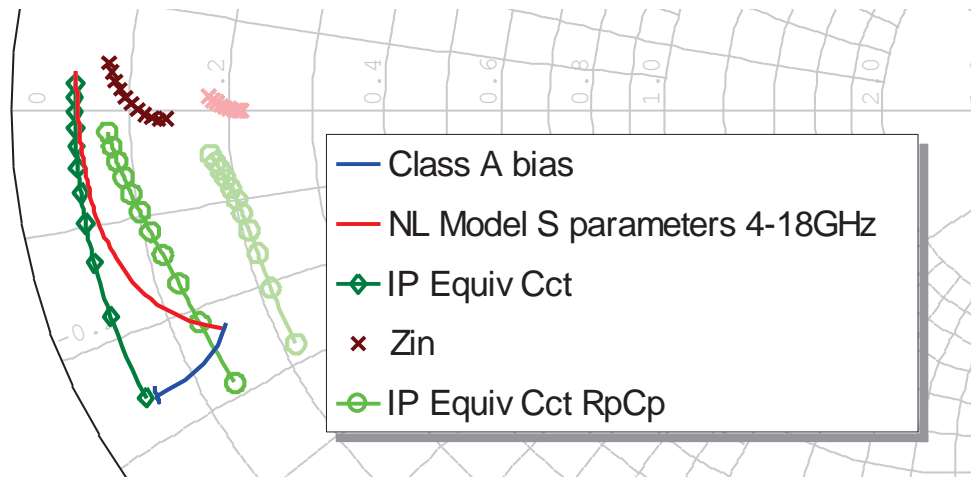 0
.2
0.4
0.6
0.8
1.0
2.0
-0.
Class A bias
NL Model S parameters 4-18GHz
IP Equiv Cct
Zin
IP Equiv Cct RpCp